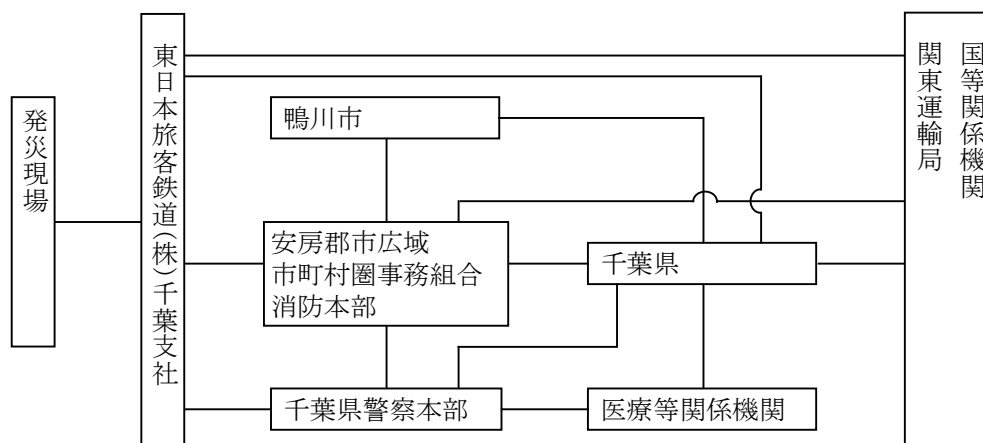 発災現場
東日本旅客鉄道(株)千葉支社
鴨川市
安房郡市広域
市町村圏事務組合
消防本部
千葉県警察本部
千葉県
医療等関係機関
国等関係機関
関東運輸局